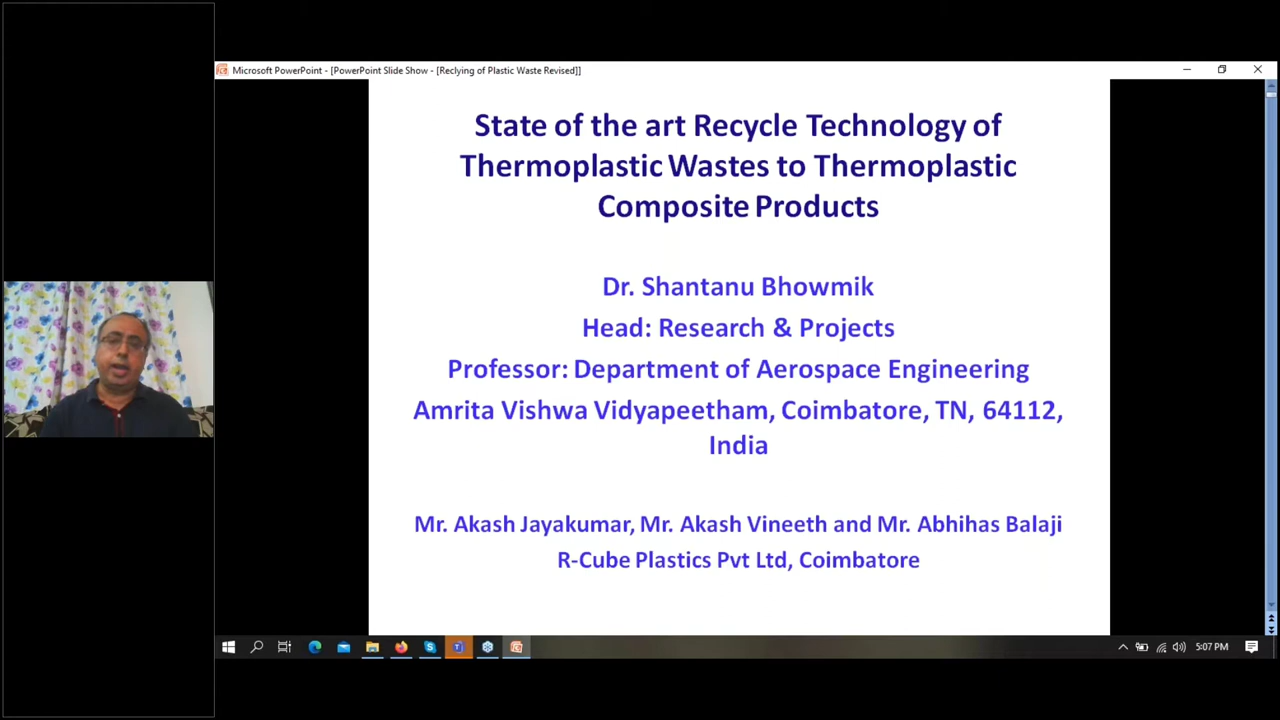 Microsoft PowerPoint - [PowerPoint Slide Show - [Reclying of Plastic Waste Revised]]
State of the art Recycle Technology of
Thermoplastic Wastes to Thermoplastic
Composite Products
Dr. Shantanu Bhowmik
Head: Research & Projects
Professor: Department of Aerospace Engineering
Amrita Vishwa Vidyapeetham, Coimbatore, TN, 64112,
India
Mr. Akash Jayakumar, Mr. Akash Vineeth and Mr. Abhihas Balaji
R-Cube Plastics Pvt Ltd, Coimbatore
5:07 PM